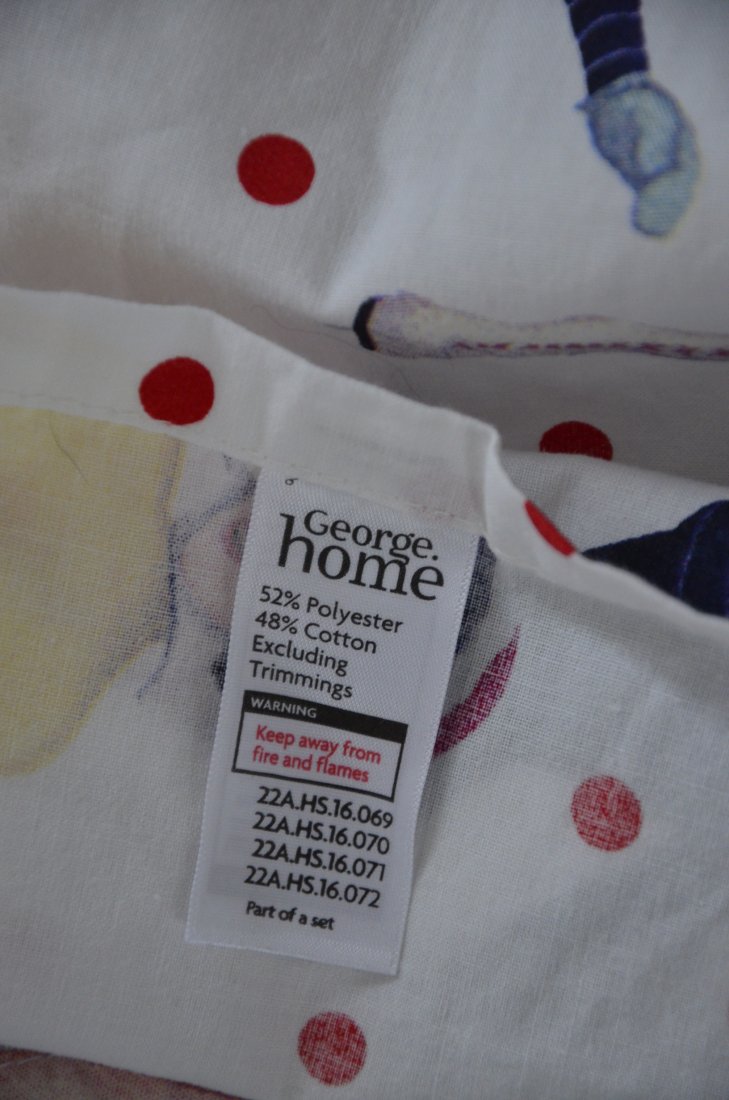 George.
home
52% Polyester
48% Cotton
Excluding
Trimmings
WARNING
Keep away from
fire and flames
22A.HS.16.069
22A.HS.16.070
22A.HS.16.071
22A.HS.16.072
Part of a set